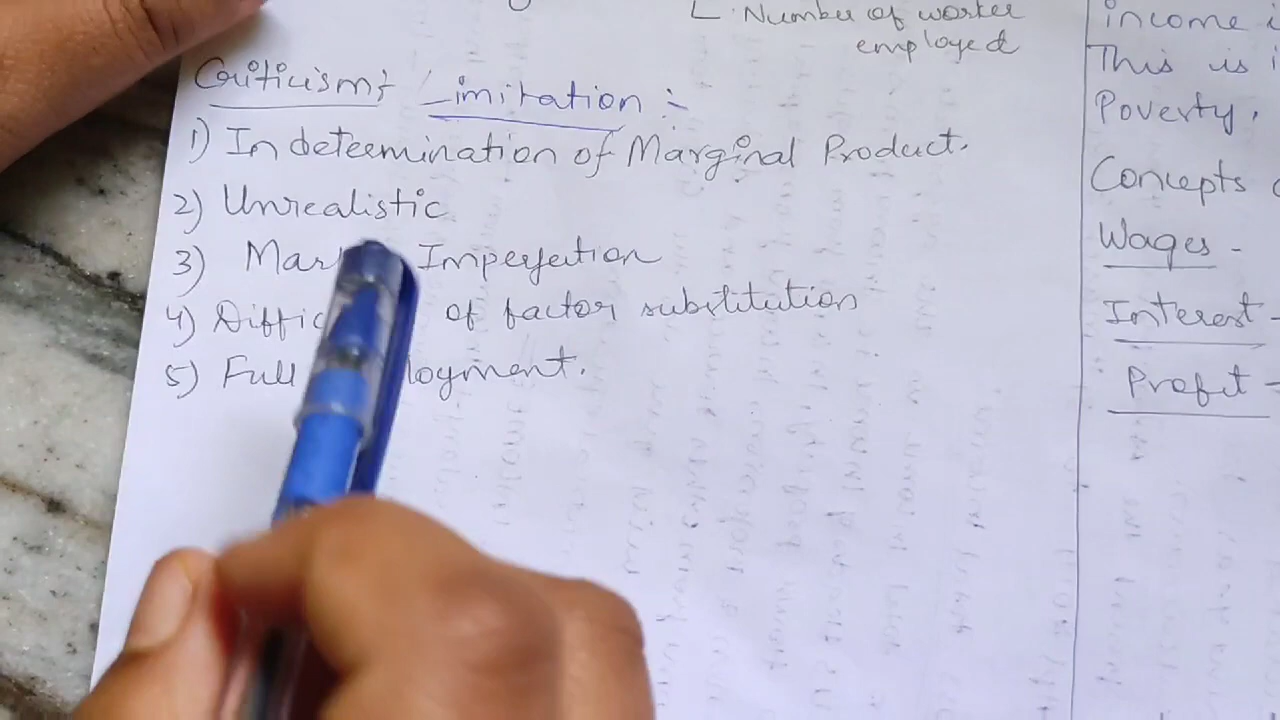 L - Number of worker
employed
Criticism / Limitation :-
1) Indetermination of Marginal Product.
2) Unrealistic
3) Imperfection
4) of factor substitution
5) Full
income
This is
Poverty.
Concepts
Wages -
Interest -
Profit -